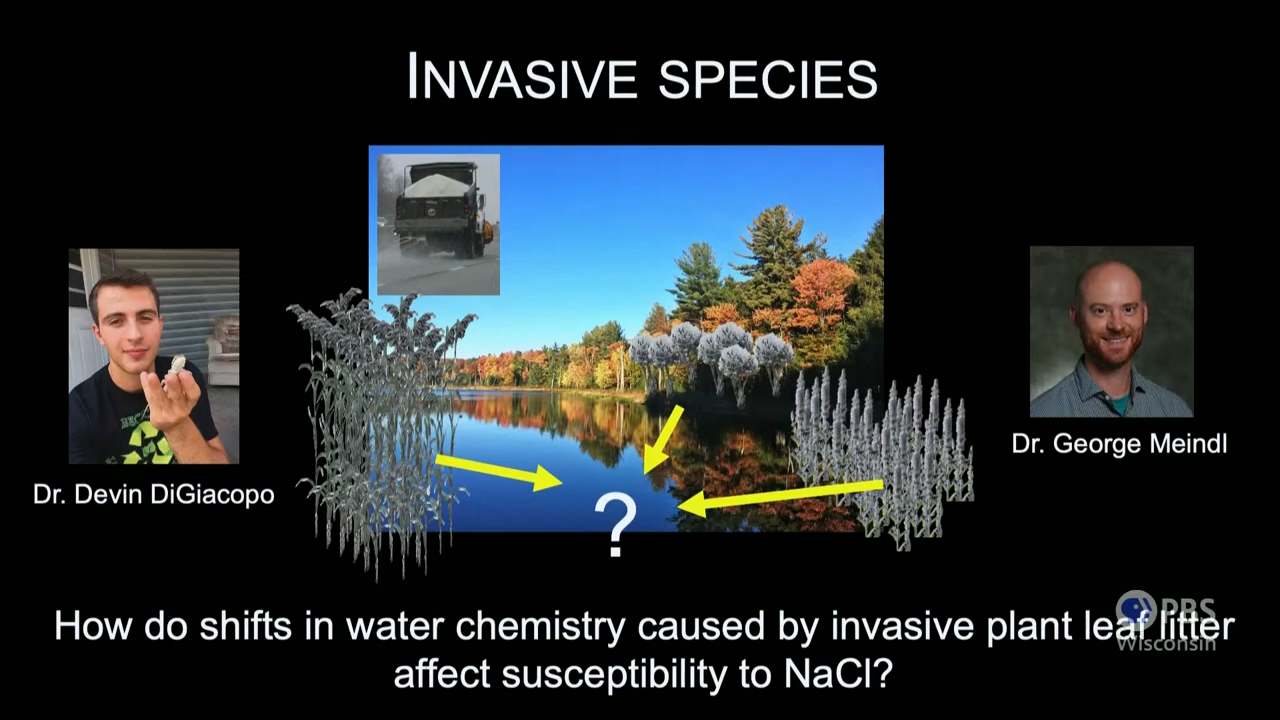 INVASIVE SPECIES
Dr. Devin DiGiacopo
Dr. George Meindl
?
How do shifts in water chemistry caused by invasive plant leaf litter
affect susceptibility to NaCl?
PBS
Wisconsin